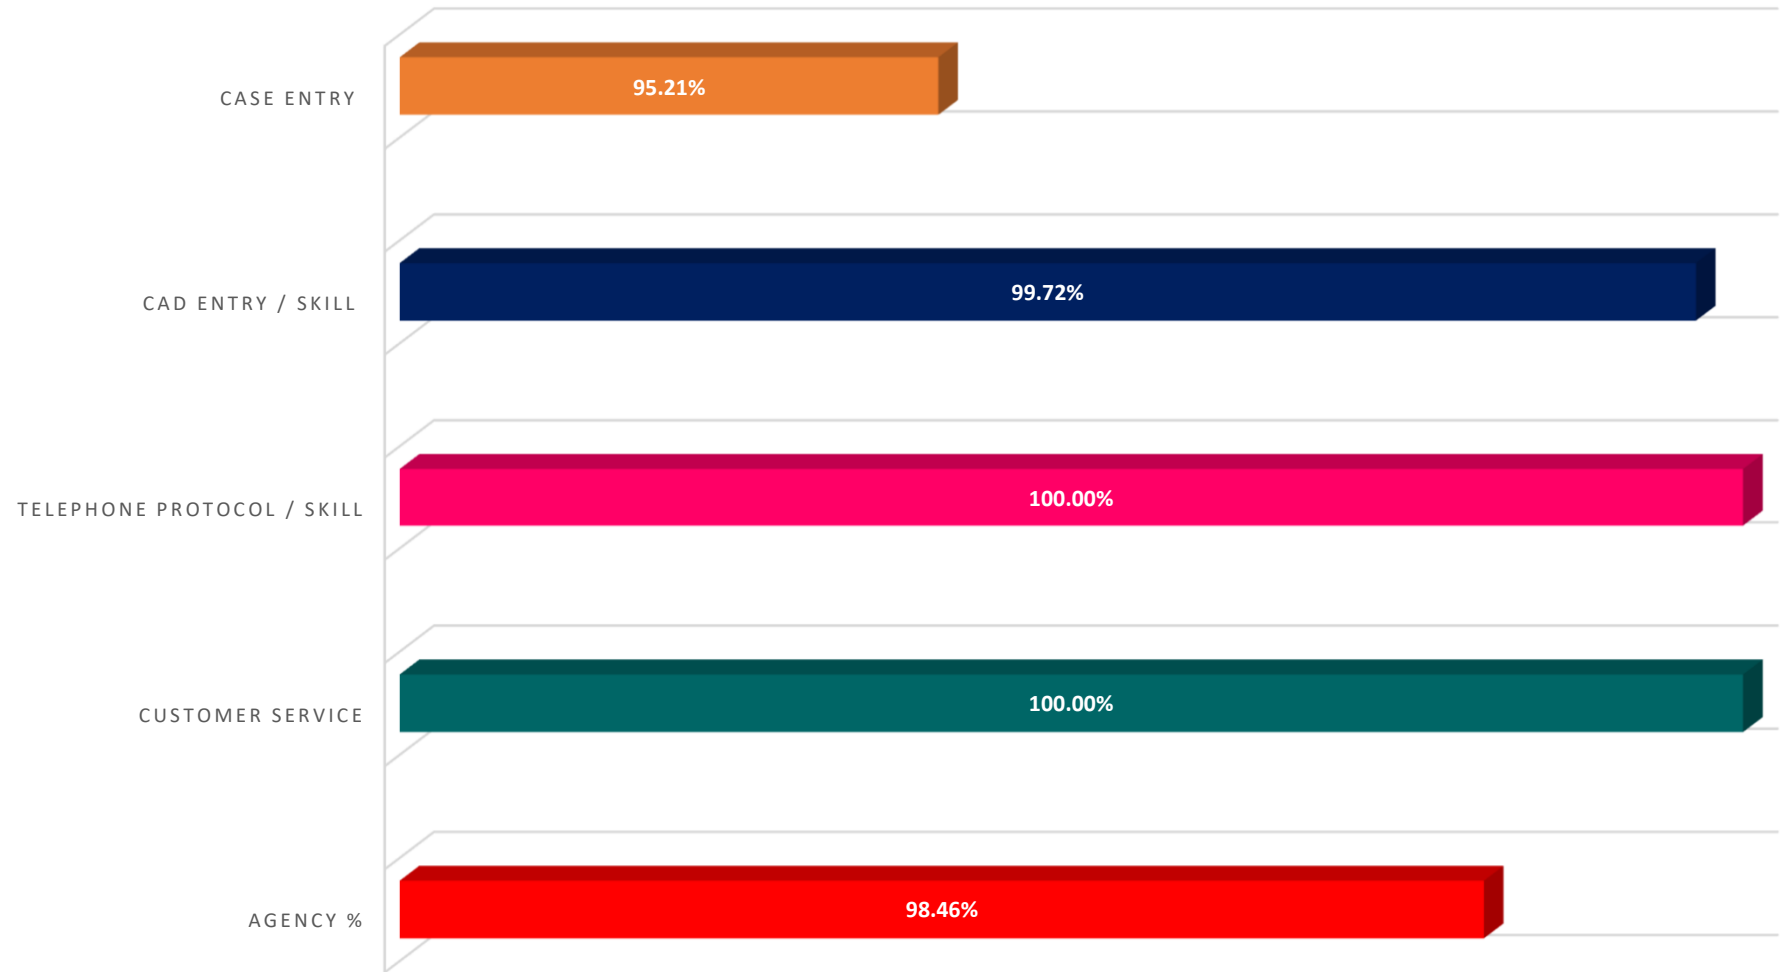 CASE ENTRY
95.21%
CAD ENTRY / SKILL
99.72%
TELEPHONE PROTOCOL / SKILL
100.00%
CUSTOMER SERVICE
100.00%
AGENCY %
98.46%